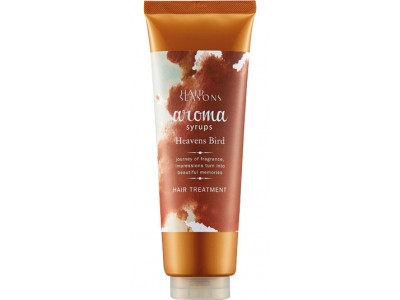 HAIR
SEASONS
aroma
syrups
Heavens Bird
journey of fragrance,
impressions turn into
beautiful memories
HAIR TREATMENT